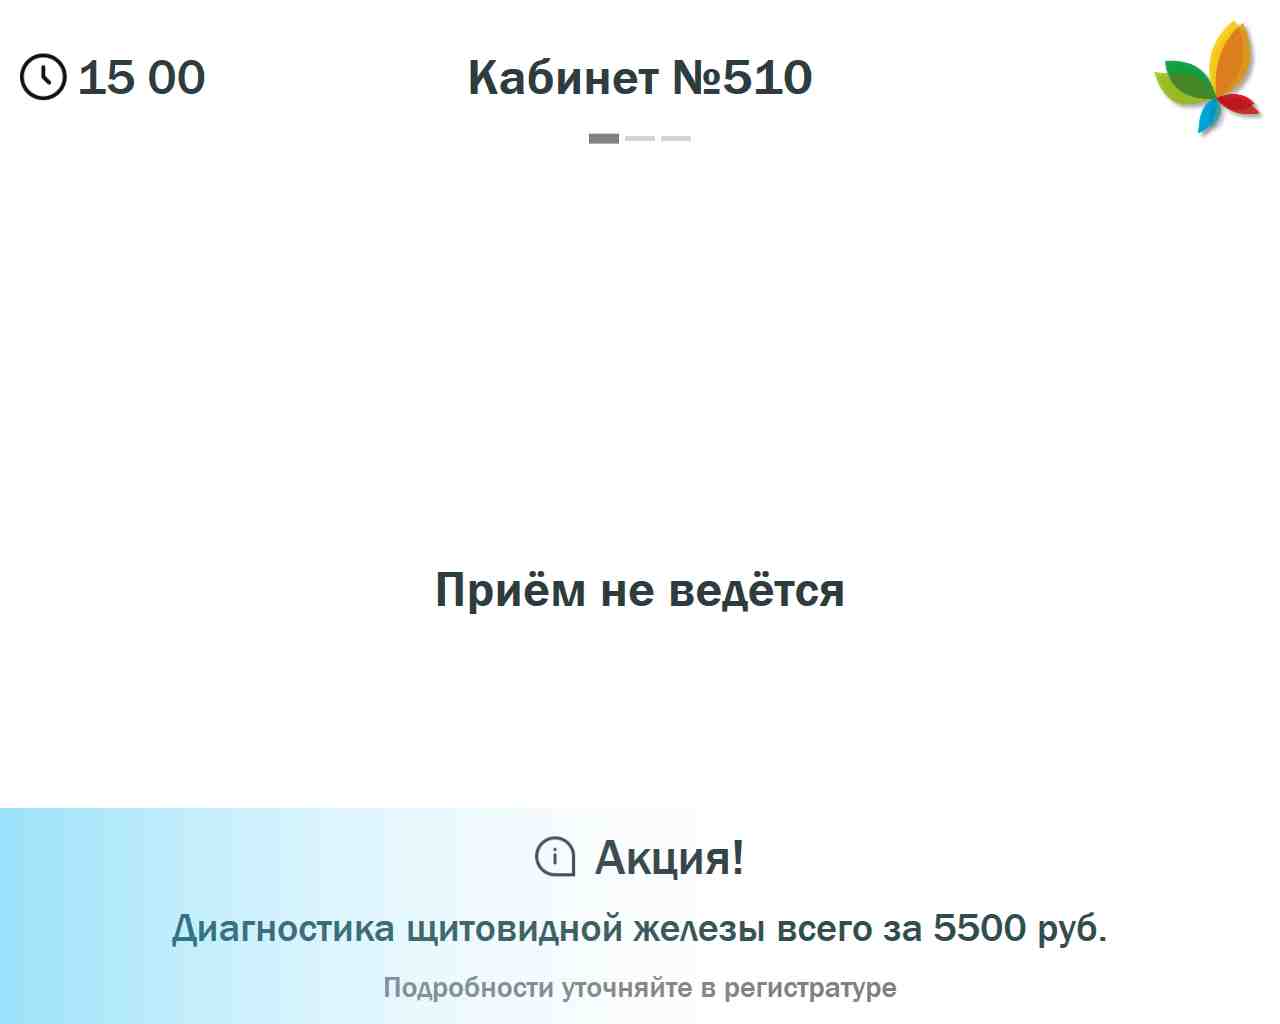 15 00
Кабинет №510
Приём не ведётся
Акция!
Диагностика щитовидной железы всего за 5500 руб.
Подробности уточняйте в регистратуре